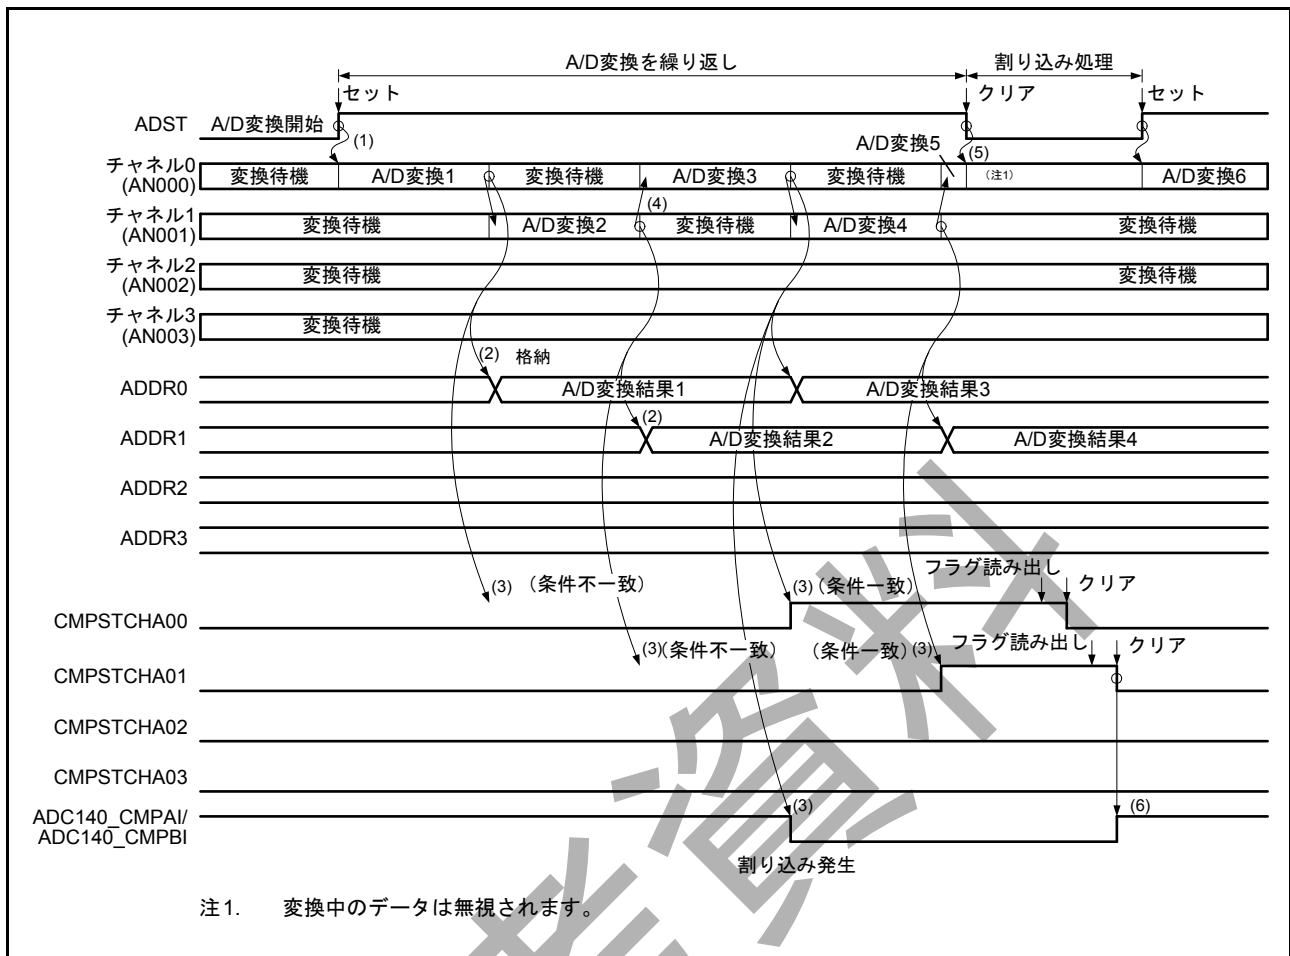 A/D変換を繰り返し 割り込み処理
セット クリア セット
ADST A/D変換開始 (1) A/D変換5 (5)
チャネル0
(AN000) 変換待機 A/D変換1 変換待機 A/D変換3 変換待機 (注1) A/D変換6
(4)
チャネル1
(AN001) 変換待機 A/D変換2 変換待機 A/D変換4 変換待機
チャネル2
(AN002) 変換待機 変換待機
チャネル3
(AN003) 変換待機
(2) 格納
ADDR0 A/D変換結果1 A/D変換結果3
(2)
ADDR1 A/D変換結果2 A/D変換結果4
ADDR2
ADDR3
フラグ読み出し クリア
(3) (条件不一致) (3) (条件一致)
CMPSTCHA00
(3)(条件不一致) (条件一致) (3) フラグ読み出し クリア
CMPSTCHA01
CMPSTCHA02
CMPSTCHA03
ADC140_CMPAI/
ADC140_CMPBI (3) (6)
割り込み発生
注1. 変換中のデータは無視されます。
考資料